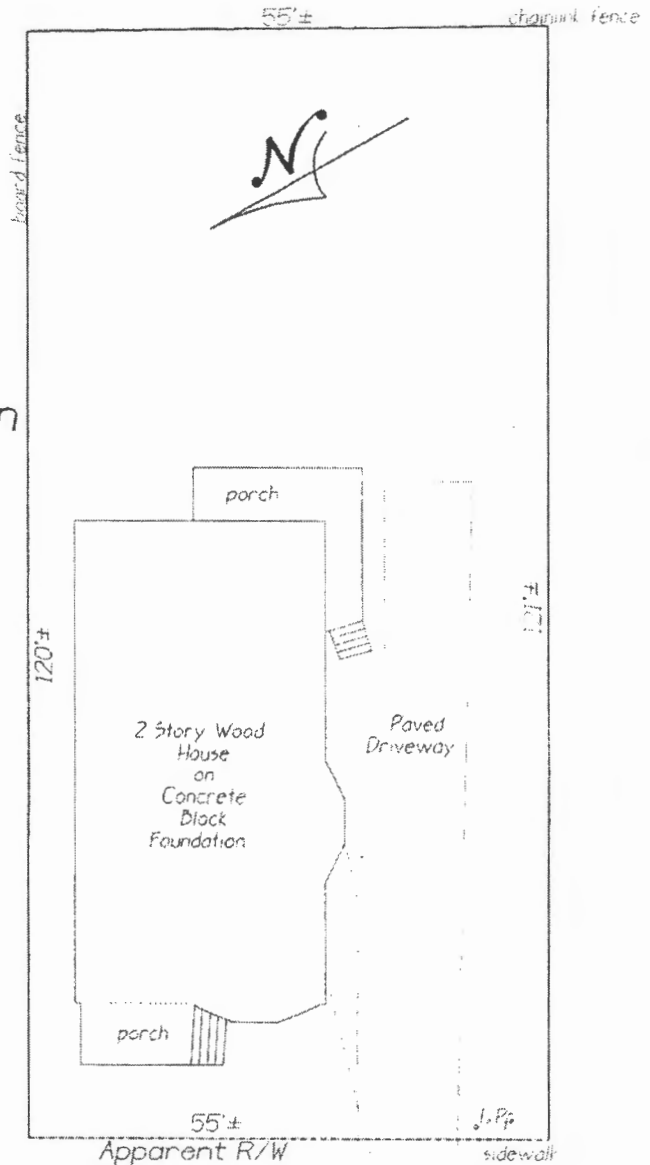 55'±
chainlink fence
board fence
N
n
porch
120'±
2 Story Wood
House
on
Concrete
Block
Foundation
Paved
Driveway
porch
55'±
Apparent R/W
sidewalk